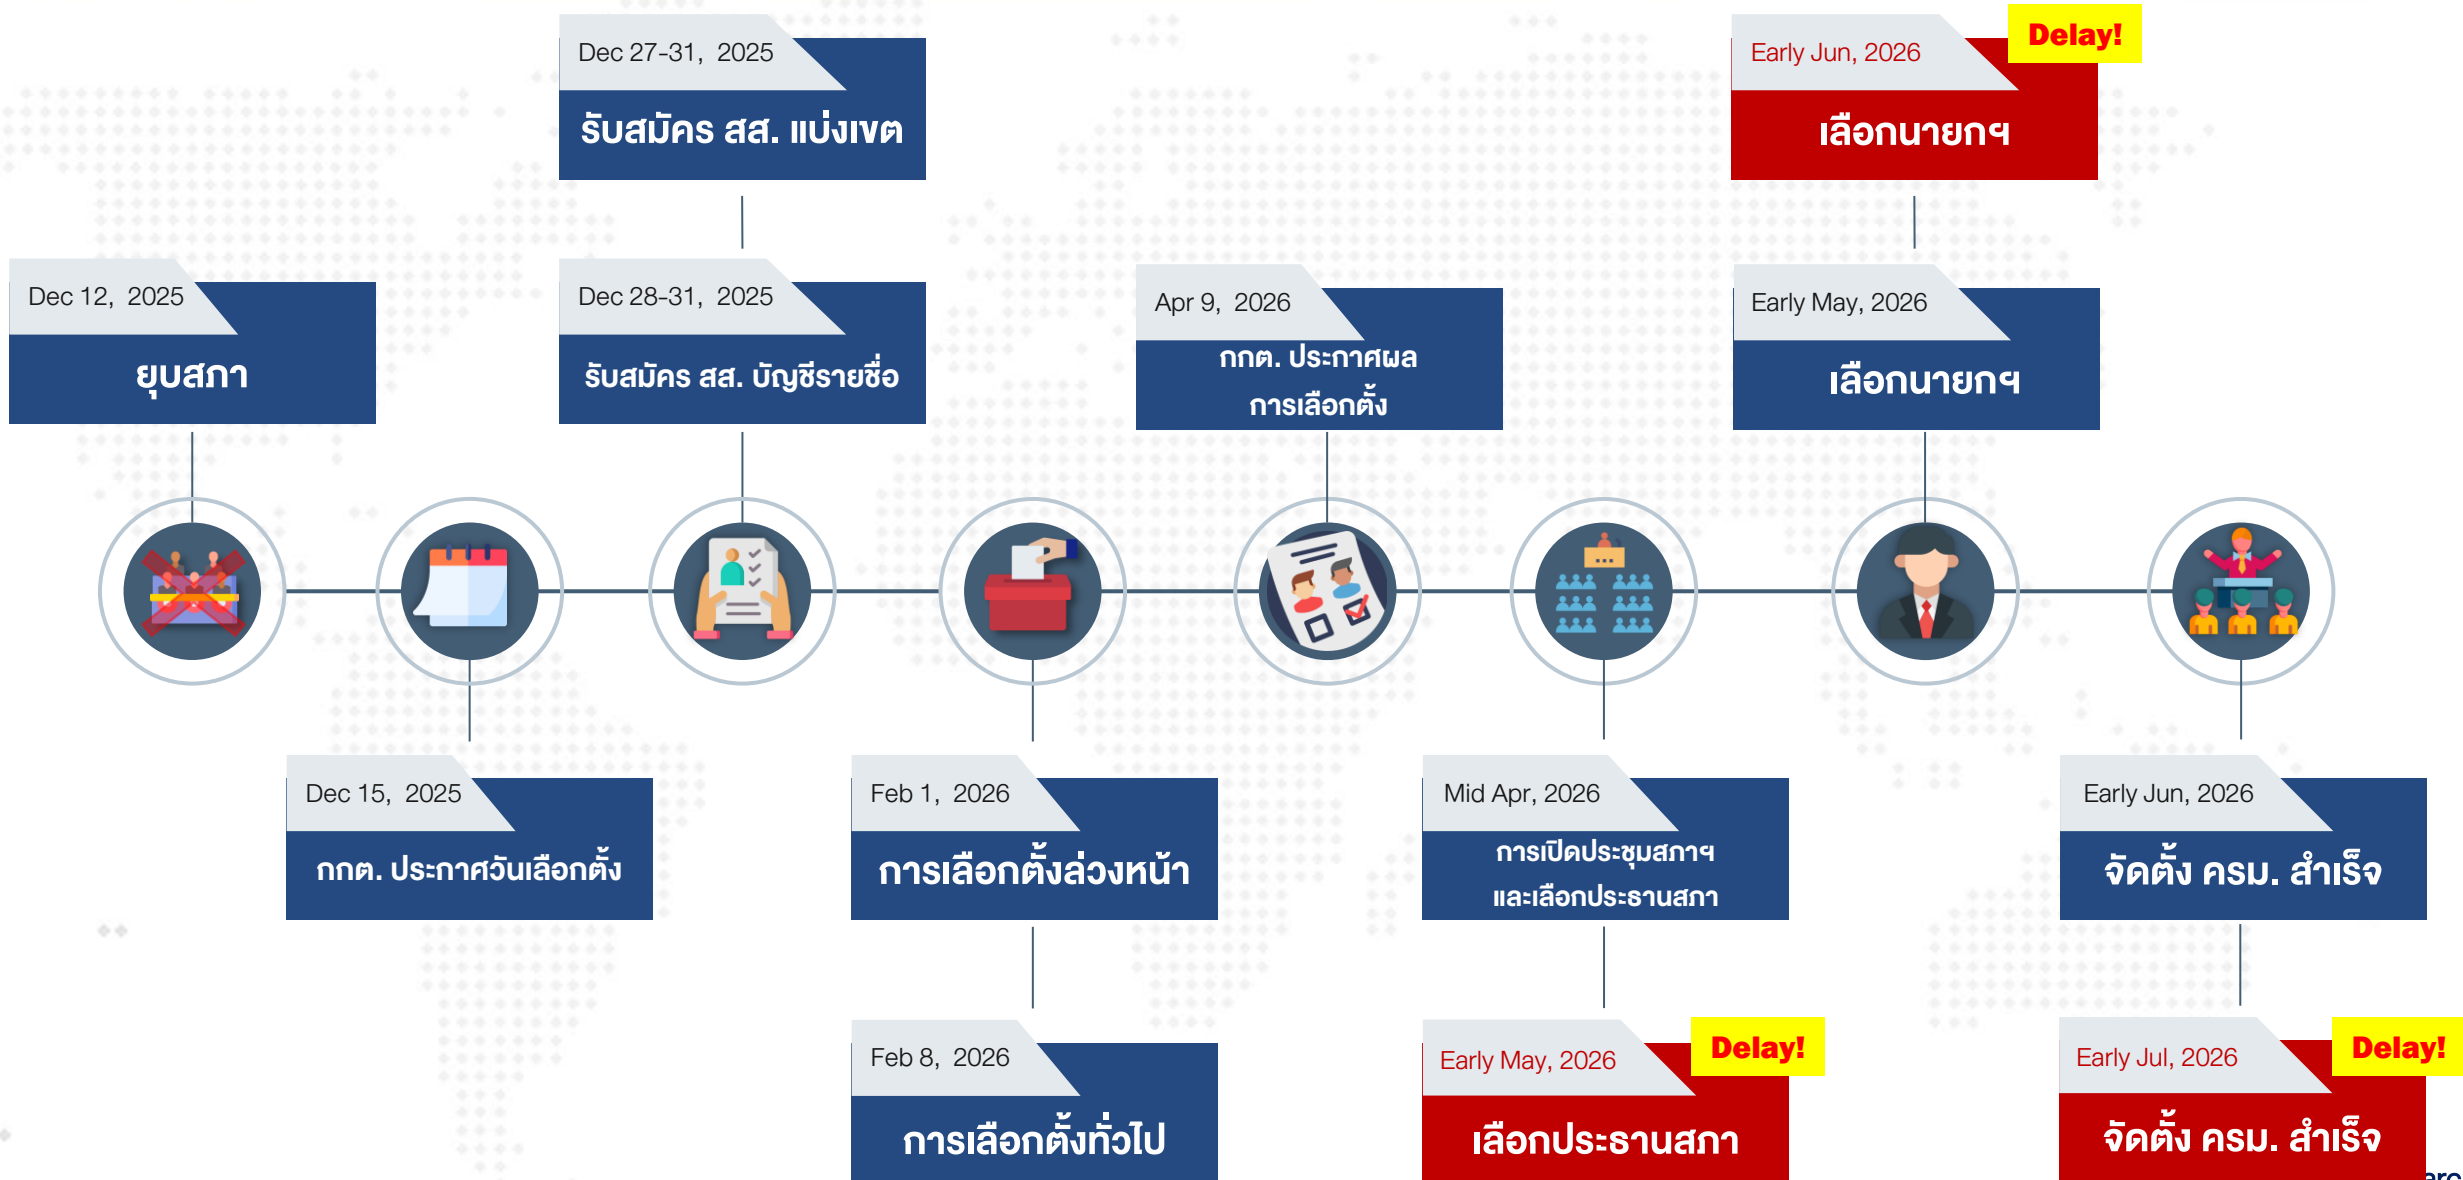 Dec 27-31, 2025
รับสมัคร สส. แบ่งเขต
Early Jun, 2026
Delay!
เลือกนายกฯ
Dec 12, 2025
ยุบสภา
Dec 28-31, 2025
รับสมัคร สส. บัญชีรายชื่อ
Apr 9, 2026
กกต. ประกาศผล
การเลือกตั้ง
Early May, 2026
เลือกนายกฯ
Dec 15, 2025
กกต. ประกาศวันเลือกตั้ง
Feb 1, 2026
การเลือกตั้งล่วงหน้า
Mid Apr, 2026
การเปิดประชุมสภาฯ
และเลือกประธานสภา
Early Jun, 2026
จัดตั้ง ครม. สำเร็จ
Feb 8, 2026
การเลือกตั้งทั่วไป
Early May, 2026
Delay!
เลือกประธานสภา
Early Jul, 2026
Delay!
จัดตั้ง ครม. สำเร็จ